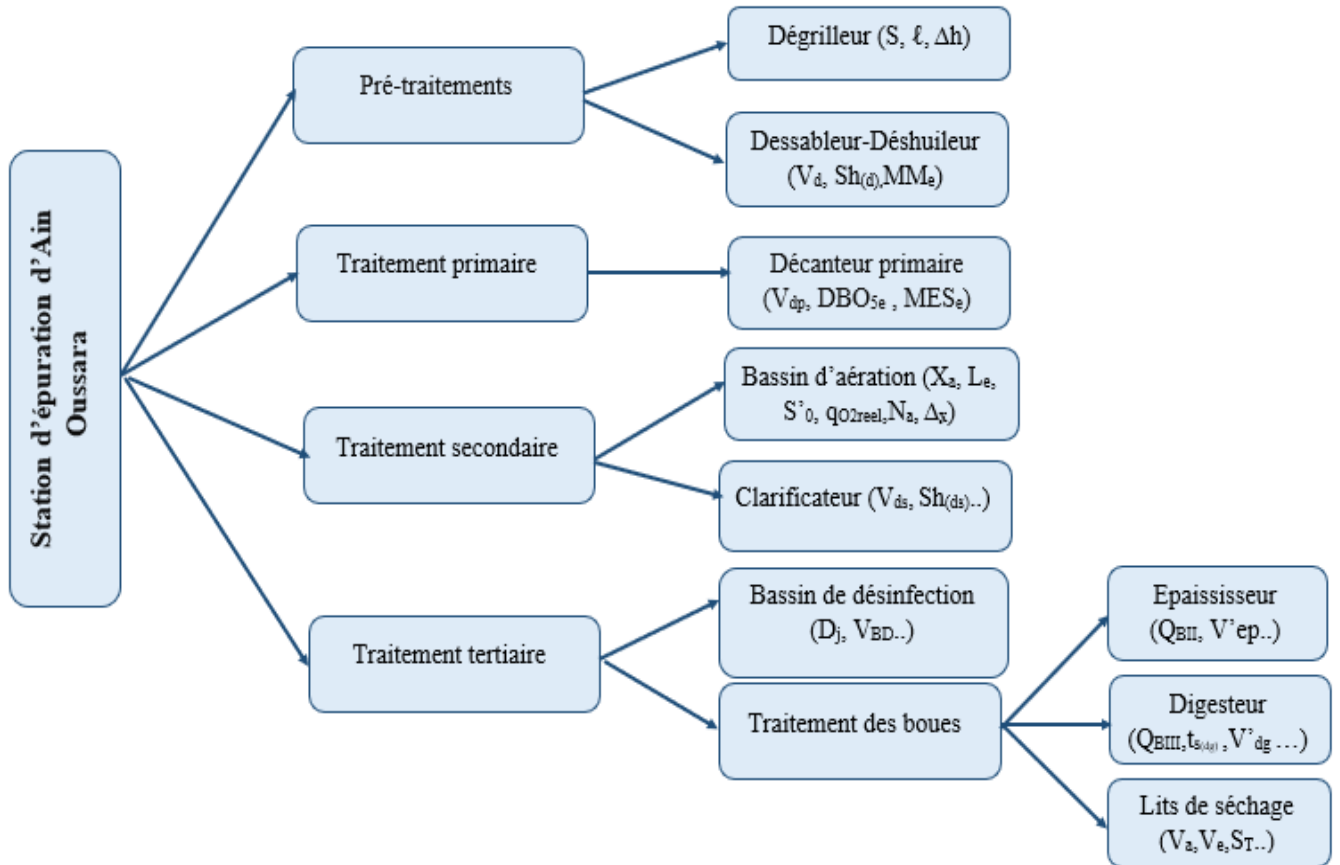 Station d'épuration d'Ain
Oussara
Pré-traitements
Dégrilleur (S, ℓ, Δh)
Dessableur-Déshuileur
(Vd, Sh(d),MMe)
Traitement primaire
Décanteur primaire
(Vdp, DBO5e , MESe)
Traitement secondaire
Bassin d'aération (Xa, Le,
S'0, qO2reel,Na, Δx)
Clarificateur (Vds, Sh(ds)..)
Traitement tertiaire
Bassin de désinfection
(Dj, VBD..)
Traitement des boues
Epaississeur
(QBII, V'ep..)
Digesteur
(QBIII,ts(dg) ,V'dg …)
Lits de séchage
(Va,Ve,ST..)